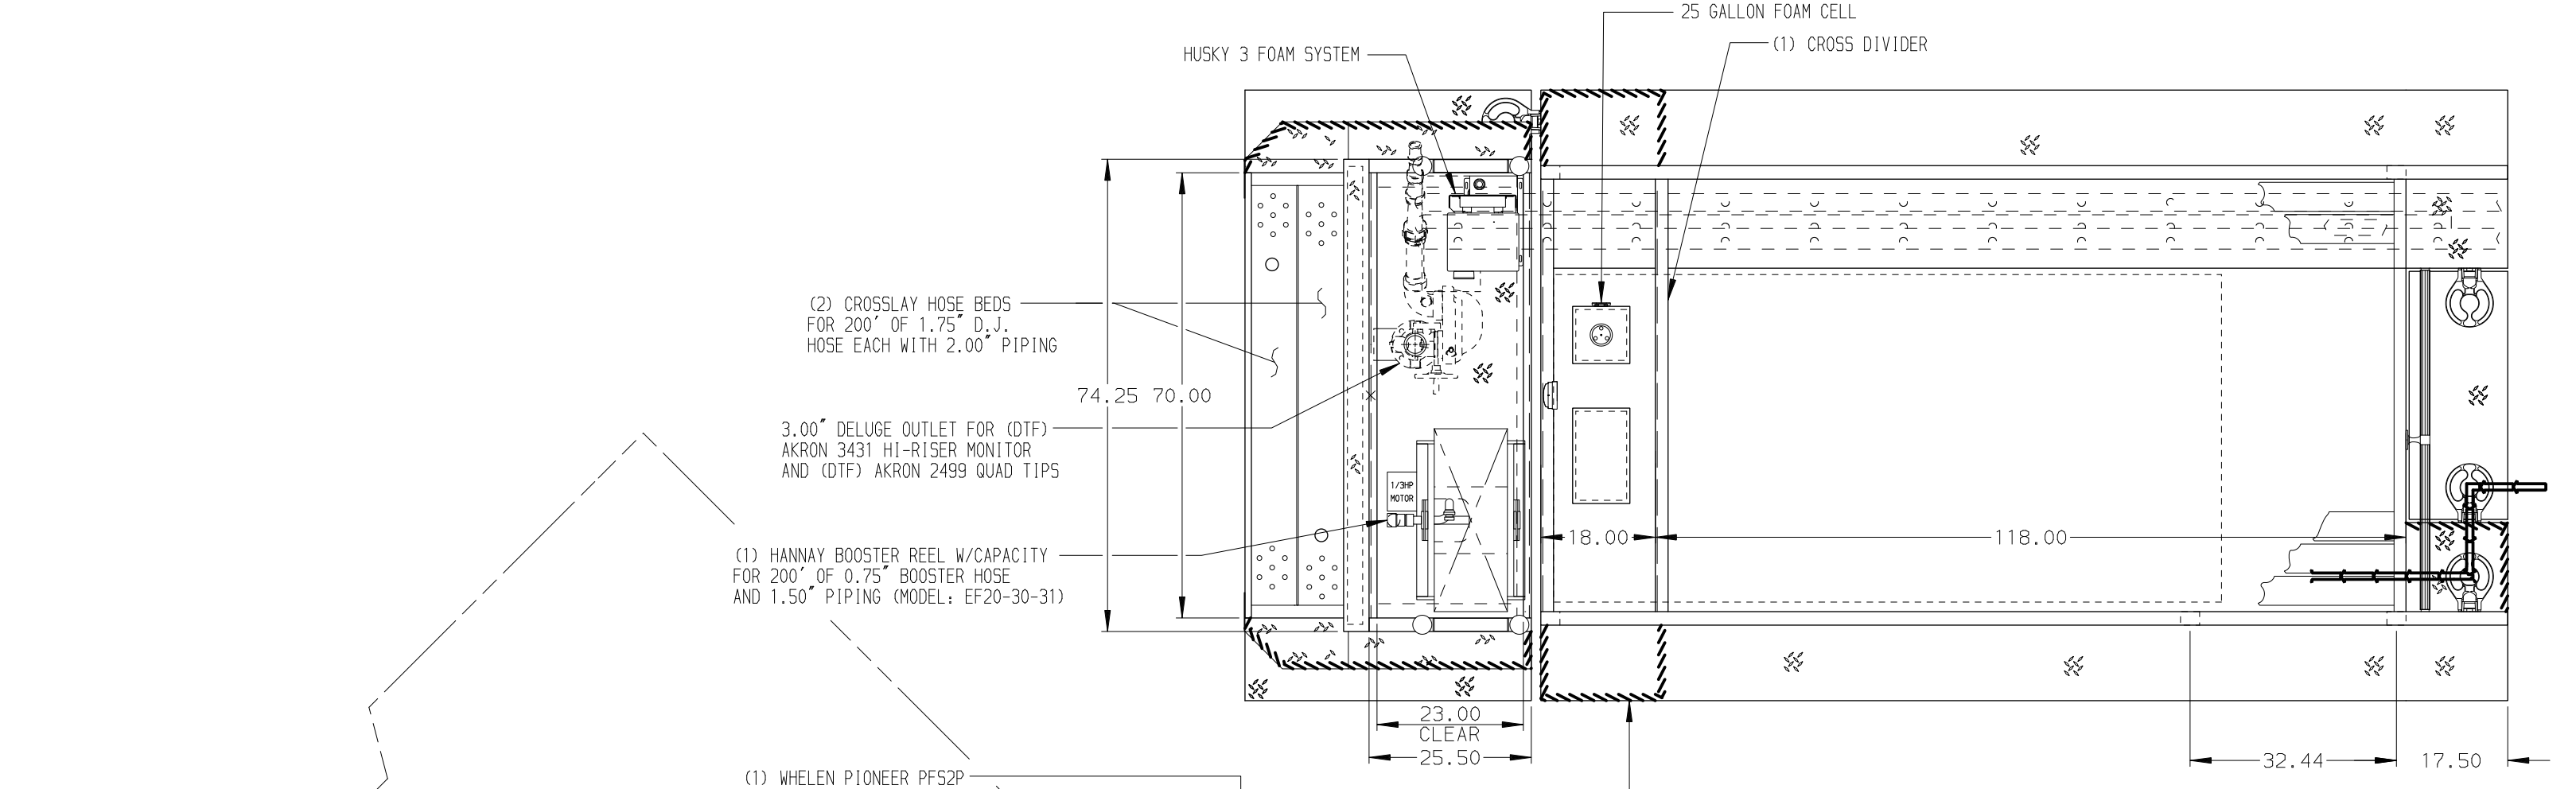 25 GALLON FOAM CELL
(1) CROSS DIVIDER
HUSKY 3 FOAM SYSTEM
(2) CROSSLAY HOSE BEDS
FOR 200' OF 1.75" D.J.
HOSE EACH WITH 2.00" PIPING
74.25 70.00
3.00" DELUGE OUTLET FOR (DTF)
AKRON 3431 HI-RISER MONITOR
AND (DTF) AKRON 2499 QUAD TIPS
1/3HP
MOTOR
(1) HANNAY BOOSTER REEL W/CAPACITY
FOR 200' OF 0.75" BOOSTER HOSE
AND 1.50" PIPING (MODEL: EF20-30-31)
18.00
118.00
23.00
CLEAR
25.50
32.44
17.50
(1) WHELEN PIONEER PFS2P